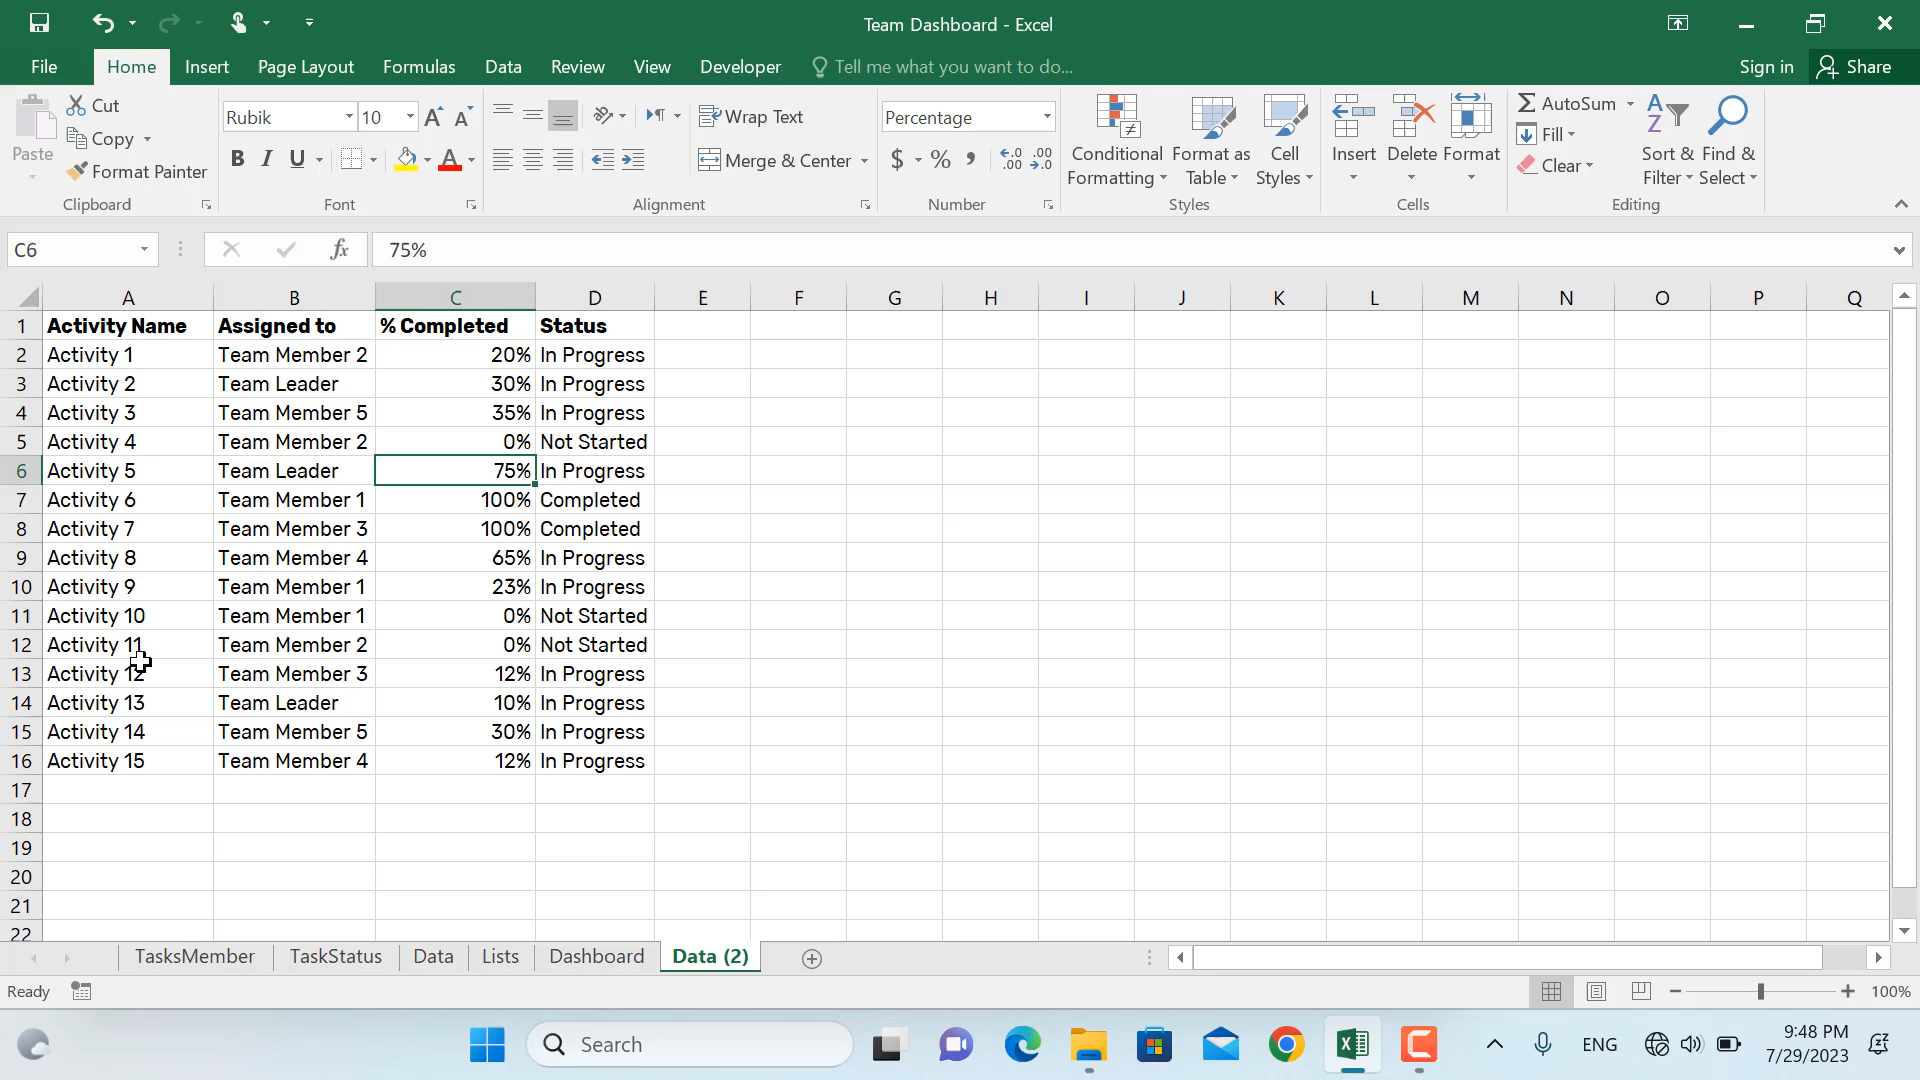 Team Dashboard - Excel
File Home Insert Page Layout Formulas Data Review View Developer Tell me what you want to do... Sign in Share
Paste Cut Copy Format Painter Clipboard
Rubik 10 A A B I U A Font
Wrap Text Merge & Center Alignment
Percentage $ % , .0 .00 .00 .0 Number
Conditional Formatting Format as Table Cell Styles Styles
Insert Delete Format Cells
AutoSum Fill Clear Sort & Filter Find & Select Editing
C6 fx 75%
A B C D E F G H I J K L M N O P Q
1 Activity Name Assigned to % Completed Status
2 Activity 1 Team Member 2 20% In Progress
3 Activity 2 Team Leader 30% In Progress
4 Activity 3 Team Member 5 35% In Progress
5 Activity 4 Team Member 2 0% Not Started
6 Activity 5 Team Leader 75% In Progress
7 Activity 6 Team Member 1 100% Completed
8 Activity 7 Team Member 3 100% Completed
9 Activity 8 Team Member 4 65% In Progress
10 Activity 9 Team Member 1 23% In Progress
11 Activity 10 Team Member 1 0% Not Started
12 Activity 11 Team Member 2 0% Not Started
13 Activity 12 Team Member 3 12% In Progress
14 Activity 13 Team Leader 10% In Progress
15 Activity 14 Team Member 5 30% In Progress
16 Activity 15 Team Member 4 12% In Progress
17
18
19
20
21
22
TasksMember TaskStatus Data Lists Dashboard Data (2)
Ready 100%
Search ENG 9:48 PM
7/29/2023